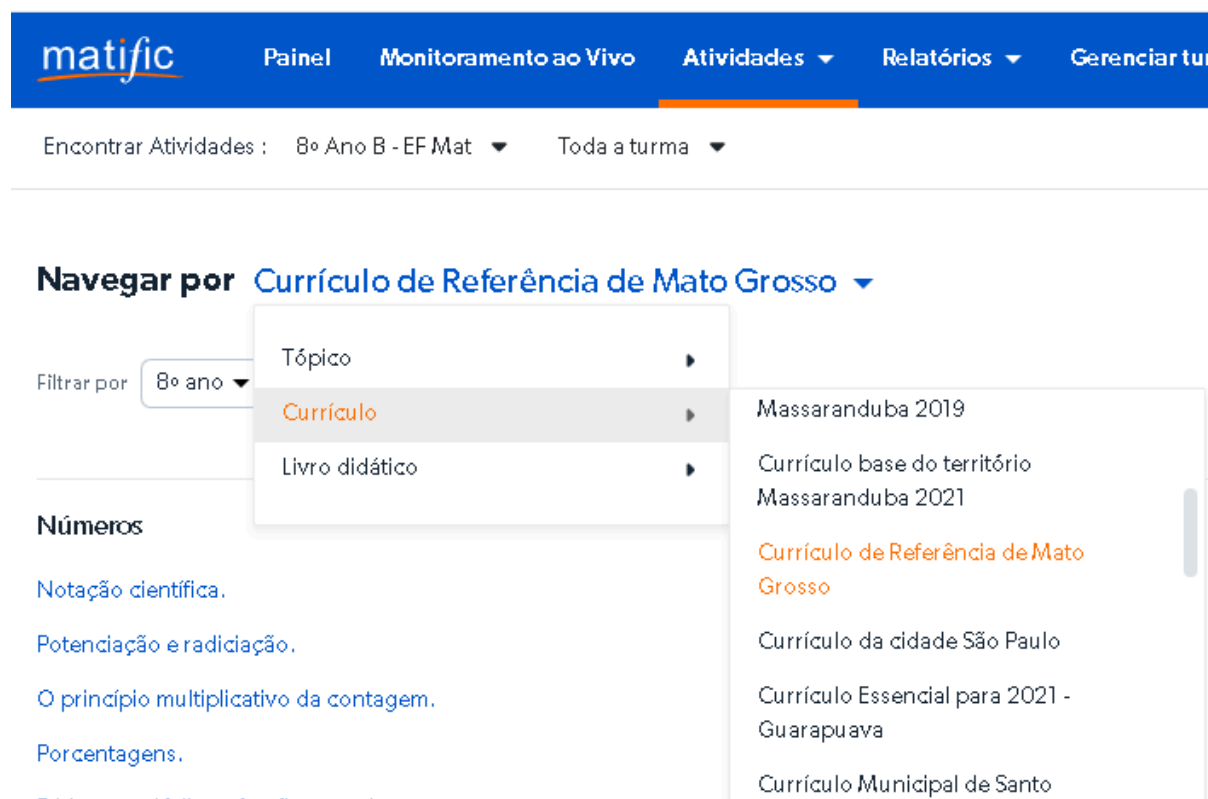 matific Painel Monitoramento ao Vivo Atividades Relatórios Gerenciar
Encontrar Atividades : 8º Ano B - EF Mat Toda a turma
Navegar por Currículo de Referência de Mato Grosso
Filtrar por 8º ano
Tópico
Currículo
Livro didático
Massaranduba 2019
Currículo base do território
Massaranduba 2021
Currículo de Referência de Mato
Grosso
Currículo da cidade São Paulo
Currículo Essencial para 2021 -
Guarapuava
Currículo Municipal de Santo
Números
Notação científica.
Potenciação e radiciação.
O princípio multiplicativo da contagem.
Porcentagens.